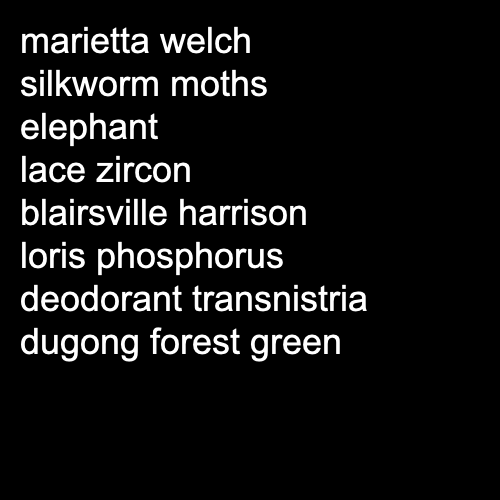 marietta welch
silkworm moths
elephant
lace zircon
blairsville harrison
loris phosphorus
deodorant transnistria
dugong forest green